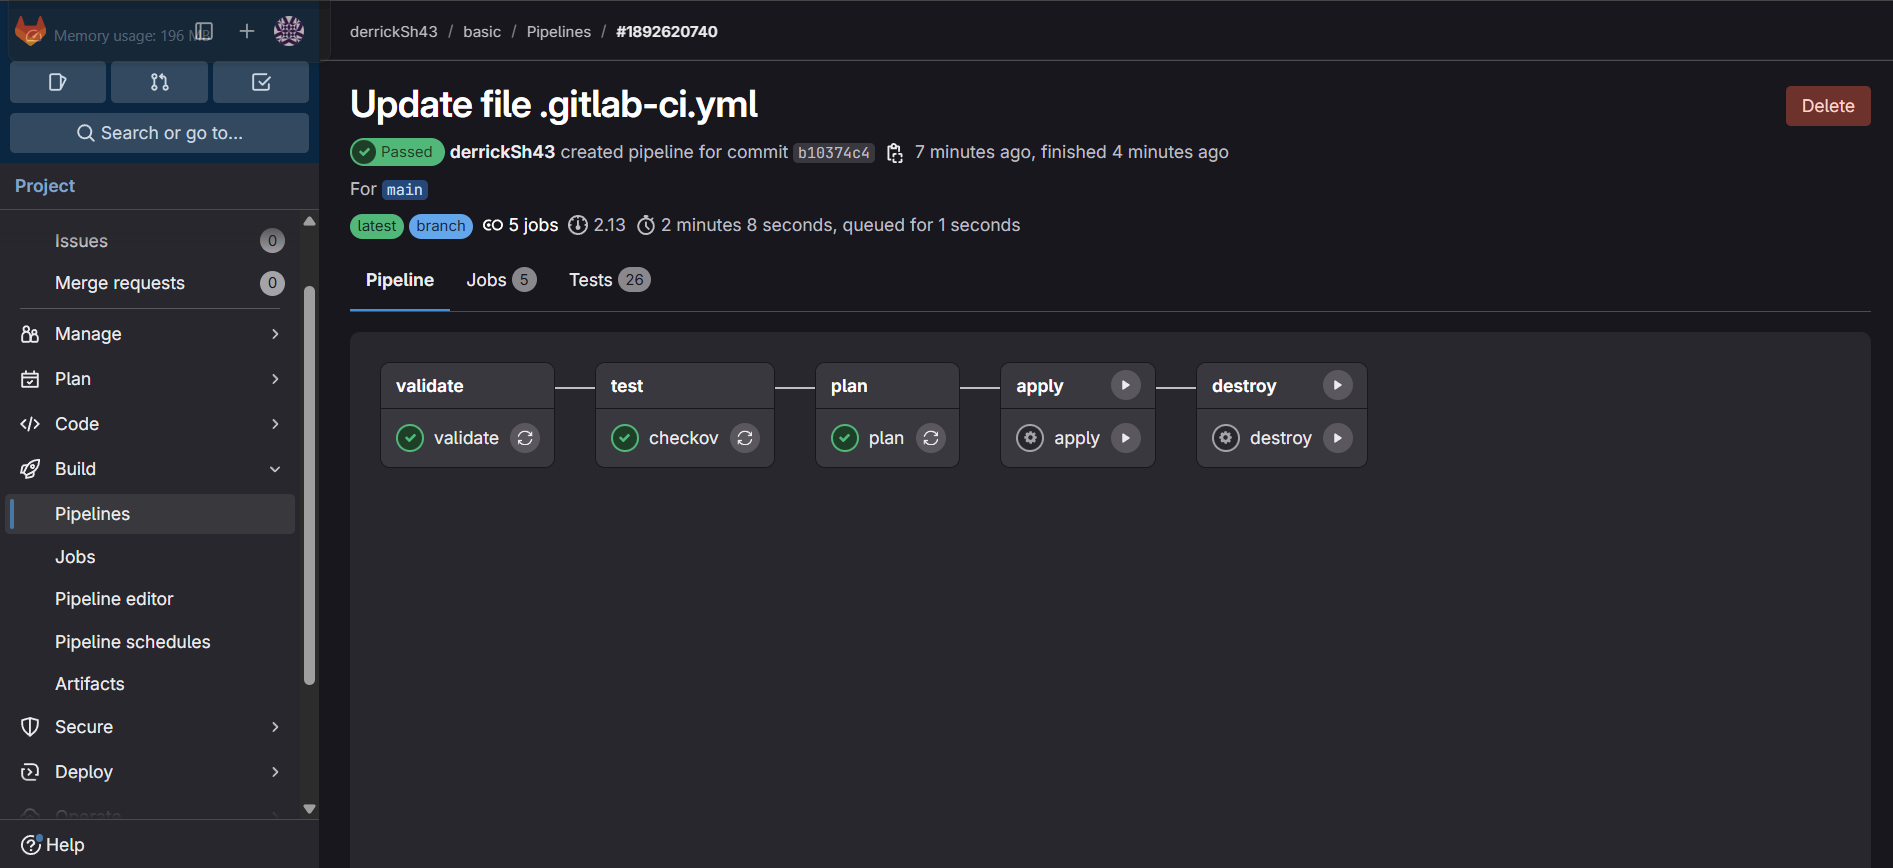 Memory usage: 196 MB
derrickSh43 / basic / Pipelines / #1892620740
Search or go to...
Project
Issues 0
Merge requests 0
Manage
Plan
Code
Build
Pipelines
Jobs
Pipeline editor
Pipeline schedules
Artifacts
Secure
Deploy
Operate
Help
Update file .gitlab-ci.yml
Delete
Passed derrickSh43 created pipeline for commit b10374c4 7 minutes ago, finished 4 minutes ago
For main
latest branch 5 jobs 2.13 2 minutes 8 seconds, queued for 1 seconds
Pipeline Jobs 5 Tests 26
validate test plan apply destroy
validate checkov plan apply destroy